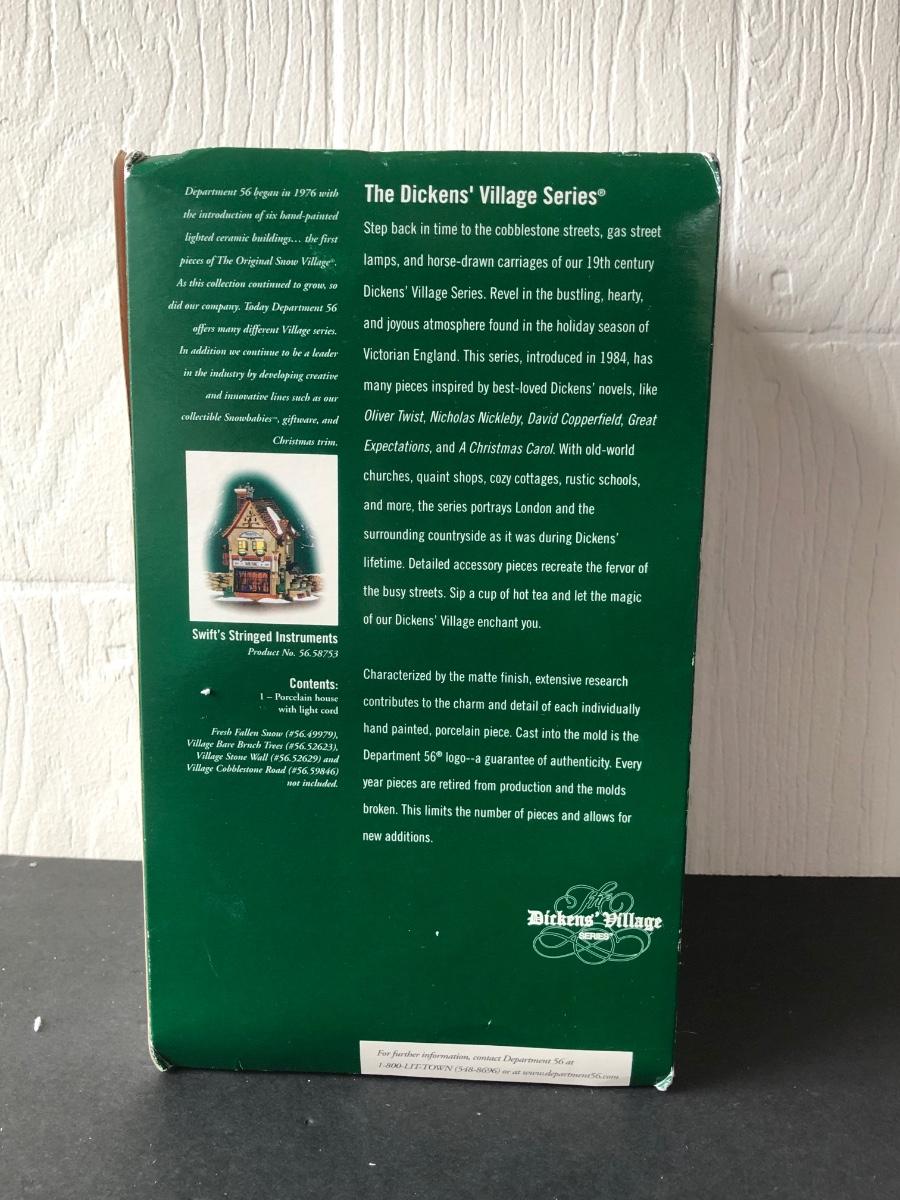 Department 56 began in 1976 with
the introduction of six hand-painted
lighted ceramic buildings… the first
pieces of The Original Snow Village®.
As this collection continued to grow, so
did our company. Today Department 56
offers many different Village series.
In addition we continue to be a leader
in the industry by developing creative
and innovative lines such as our
collectible Snowbabies™, giftware, and
Christmas trim.
Swift's Stringed Instruments
Product No. 56.58753
Contents:
1 – Porcelain house
with light cord
Fresh Fallen Snow (#56.49979),
Village Bare Brnch Trees (#56.52623),
Village Stone Wall (#56.52629) and
Village Cobblestone Road (#56.59846)
not included.
The Dickens' Village Series®
Step back in time to the cobblestone streets, gas street
lamps, and horse-drawn carriages of our 19th century
Dickens' Village Series. Revel in the bustling, hearty,
and joyous atmosphere found in the holiday season of
Victorian England. This series, introduced in 1984, has
many pieces inspired by best-loved Dickens' novels, like
Oliver Twist, Nicholas Nickleby, David Copperfield, Great
Expectations, and A Christmas Carol. With old-world
churches, quaint shops, cozy cottages, rustic schools,
and more, the series portrays London and the
surrounding countryside as it was during Dickens'
lifetime. Detailed accessory pieces recreate the fervor of
the busy streets. Sip a cup of hot tea and let the magic
of our Dickens' Village enchant you.
Characterized by the matte finish, extensive research
contributes to the charm and detail of each individually
hand painted, porcelain piece. Cast into the mold is the
Department 56® logo--a guarantee of authenticity. Every
year pieces are retired from production and the molds
broken. This limits the number of pieces and allows for
new additions.
The
Dickens' Village
SERIES®
For further information, contact Department 56 at
1-800-LIT-TOWN (548-8696) or at www.department56.com